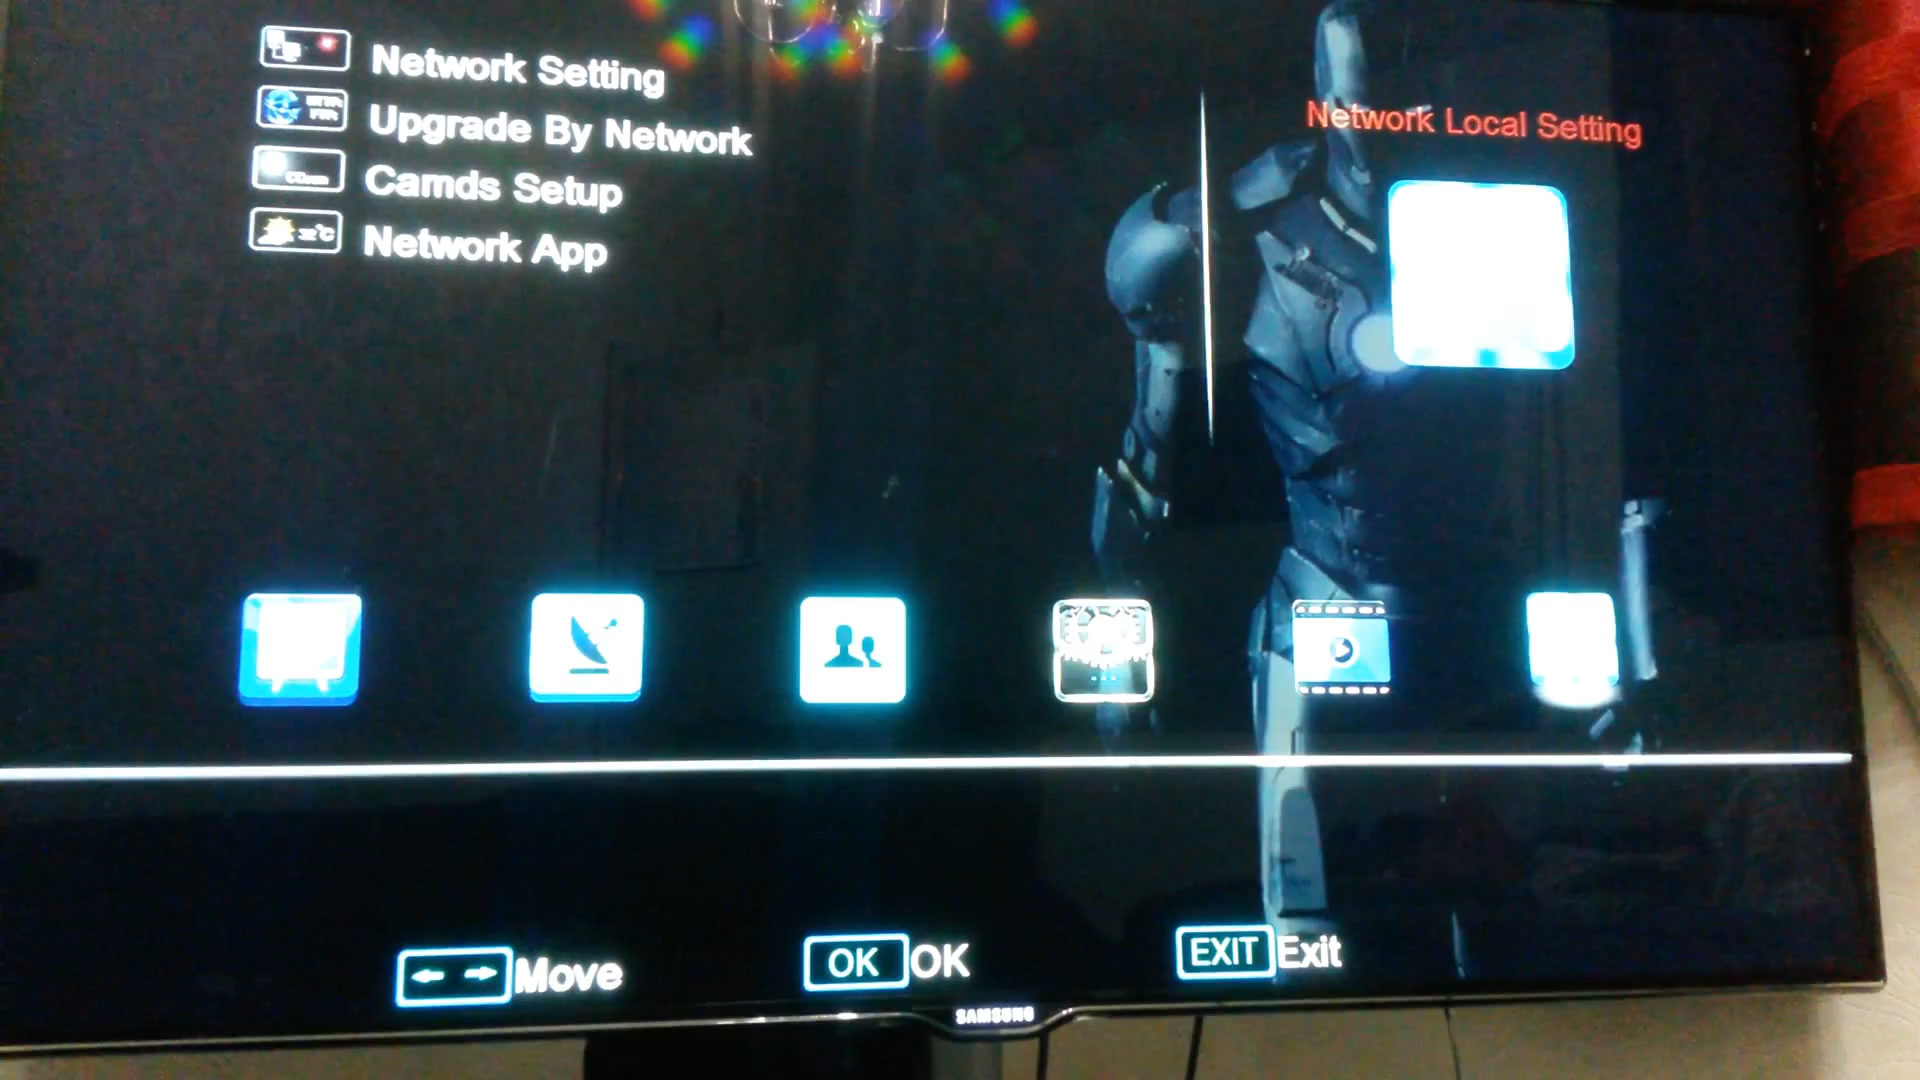 Network Setting
Upgrade By Network
Camds Setup
Network App
Network Local Setting
Move
OK OK
EXIT Exit
SAMSUNG